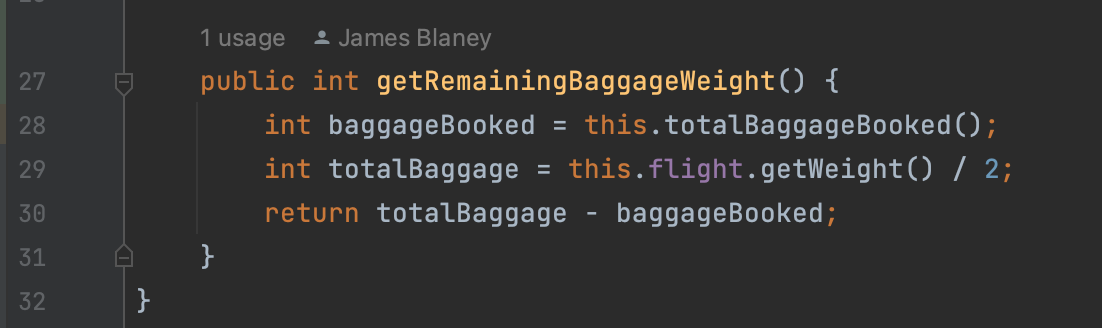 1 usage James Blaney
27 public int getRemainingBaggageWeight() {
28 int baggageBooked = this.totalBaggageBooked();
29 int totalBaggage = this.flight.getWeight() / 2;
30 return totalBaggage - baggageBooked;
31 }
32 }